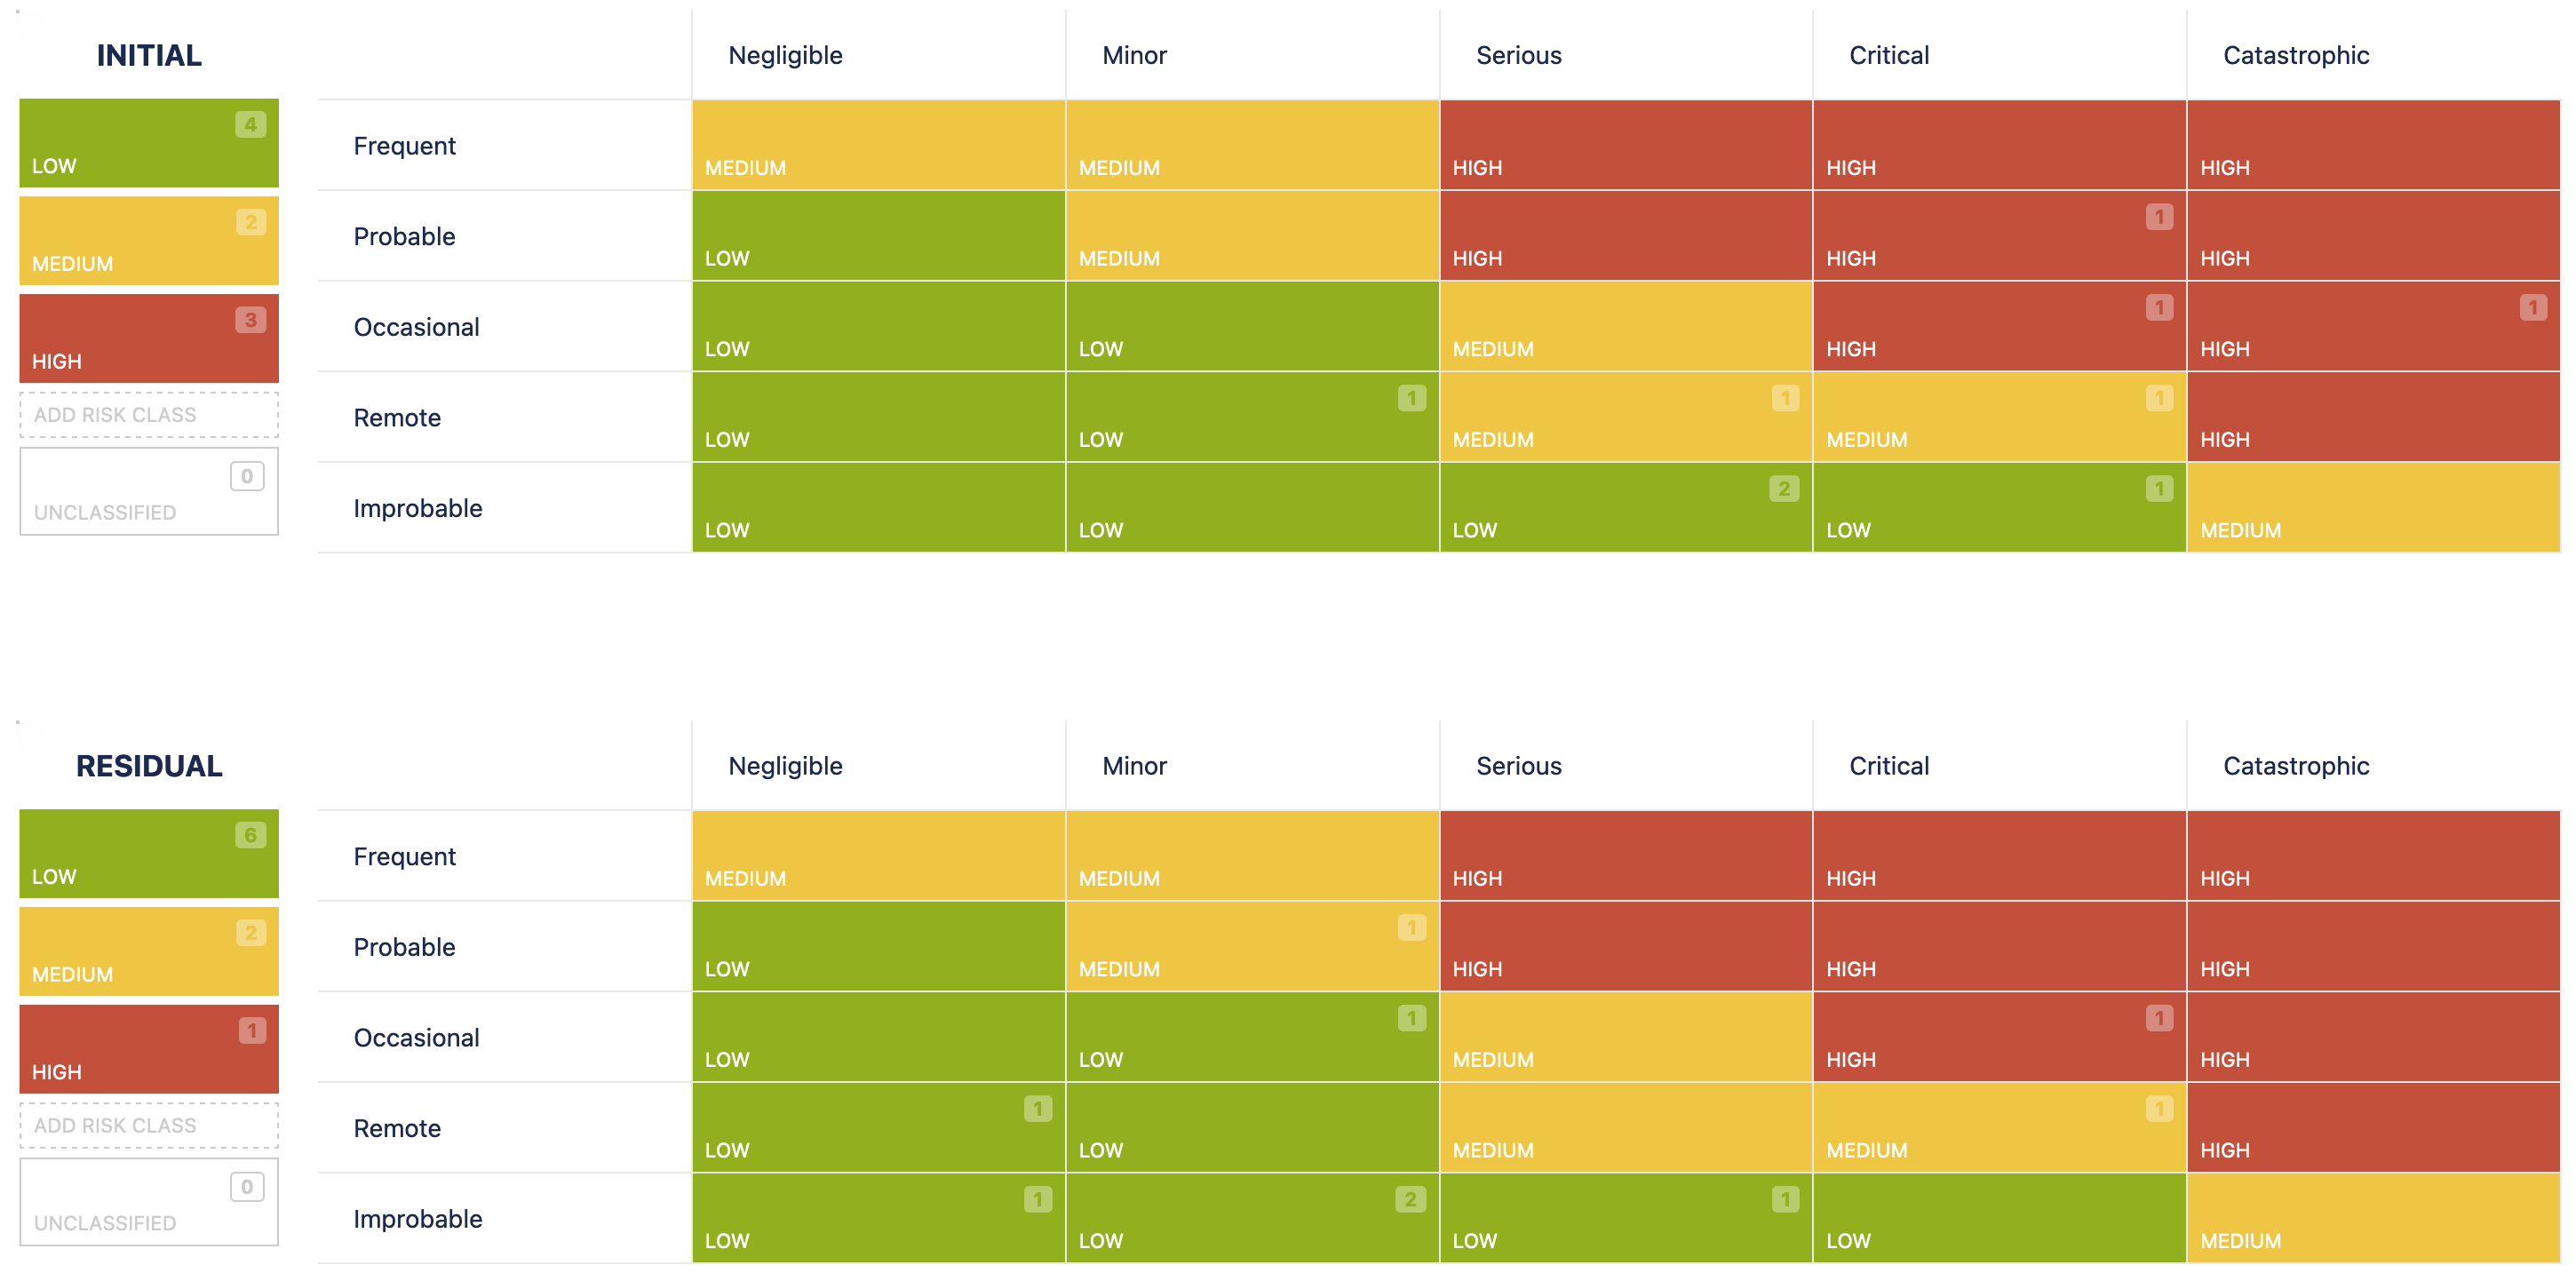 INITIAL Negligible Minor Serious Critical Catastrophic
4
LOW
2
MEDIUM
3
HIGH
ADD RISK CLASS
0
UNCLASSIFIED
Frequent
MEDIUM MEDIUM HIGH HIGH HIGH
Probable 1
LOW MEDIUM HIGH HIGH HIGH
Occasional 1 1
LOW LOW MEDIUM HIGH HIGH
Remote 1 1 1
LOW LOW MEDIUM MEDIUM HIGH
Improbable 2 1
LOW LOW LOW LOW MEDIUM
RESIDUAL Negligible Minor Serious Critical Catastrophic
6
LOW
2
MEDIUM
1
HIGH
ADD RISK CLASS
0
UNCLASSIFIED
Frequent
MEDIUM MEDIUM HIGH HIGH HIGH
Probable 1
LOW MEDIUM HIGH HIGH HIGH
Occasional 1 1
LOW LOW MEDIUM HIGH HIGH
Remote 1 1
LOW LOW MEDIUM MEDIUM HIGH
Improbable 1 2 1
LOW LOW LOW LOW MEDIUM